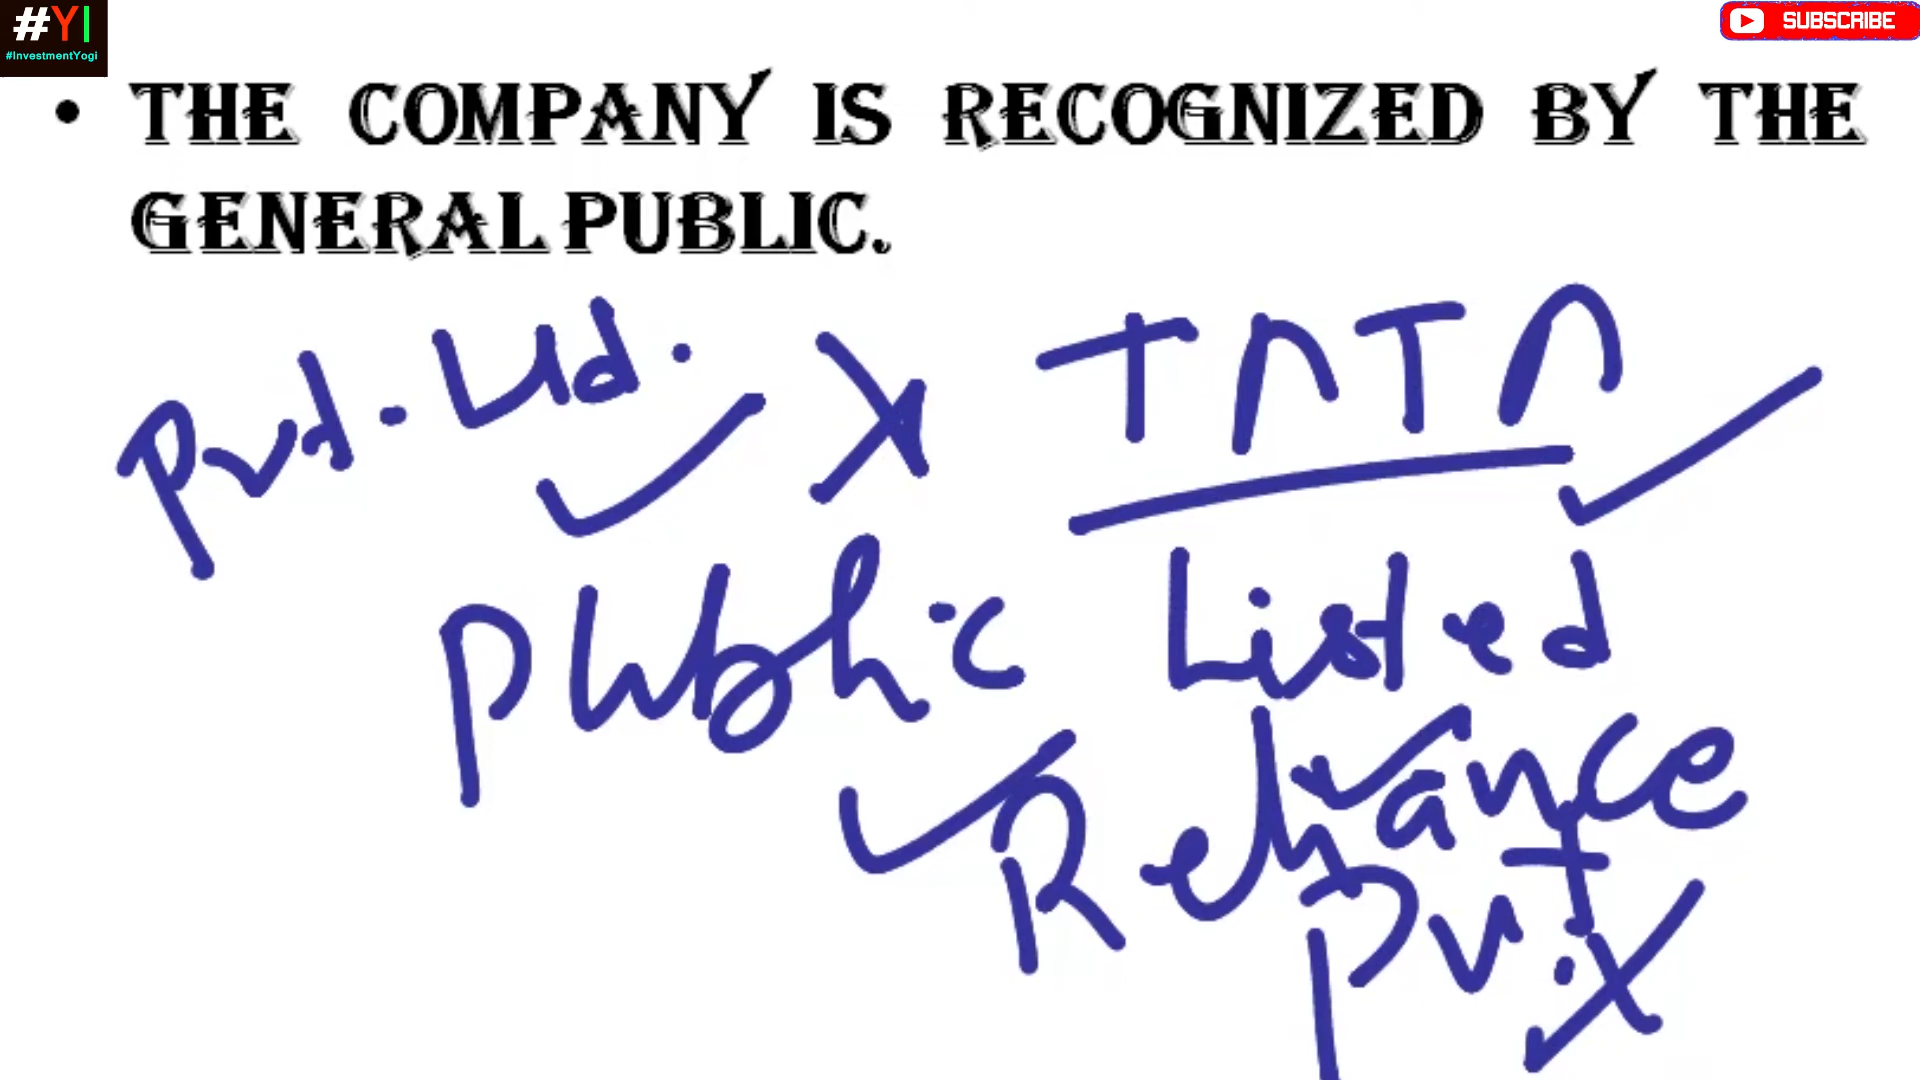 #YI
#InvestmentYogi
SUBSCRIBE
• THE COMPANY IS RECOGNIZED BY THE
GENERAL PUBLIC.
Pvt. Ltd. X TATA
Public Listed
Reliance
Pvt. X